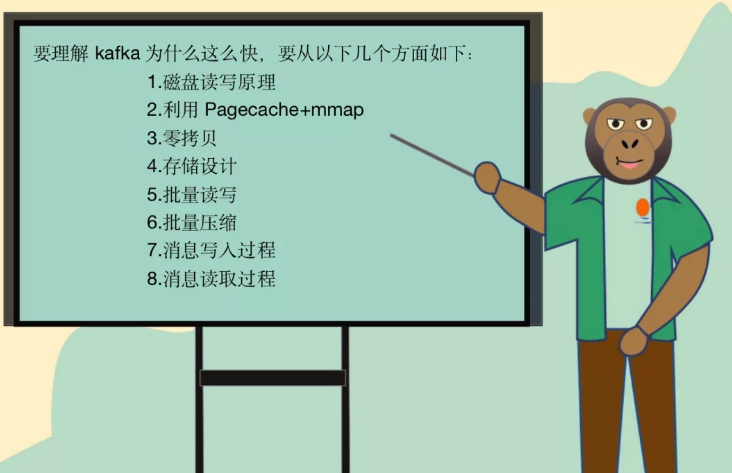 要理解 kafka 为什么这么快，要从以下几个方面如下：
1.磁盘读写原理
2.利用 Pagecache+mmap
3.零拷贝
4.存储设计
5.批量读写
6.批量压缩
7.消息写入过程
8.消息读取过程